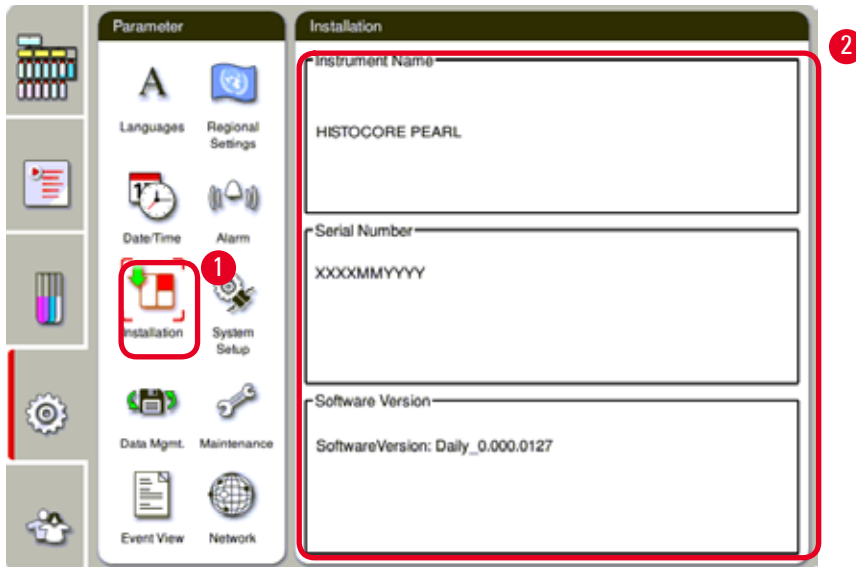 Parameter
Installation
2
A
Languages
Regional
Settings
Instrument Name
HISTOCORE PEARL
Date/Time
Alarm
1
Installation
System
Setup
Serial Number
XXXXMMYYYY
Data Mgmt.
Maintenance
Event View
Network
Software Version
SoftwareVersion: Daily_0.000.0127